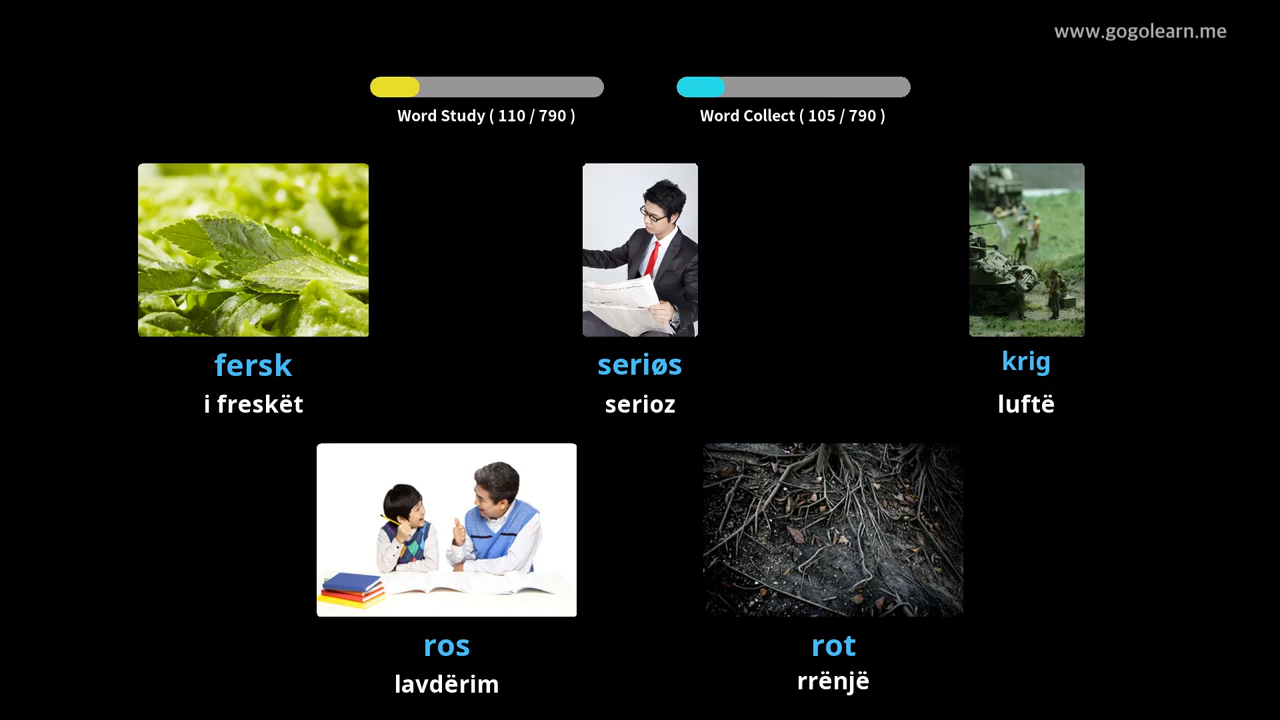 www.gogolearn.me
Word Study ( 110 / 790 )
Word Collect ( 105 / 790 )
fersk
i freskët
seriøs
serioz
krig
luftë
ros
lavdërim
rot
rrënjë